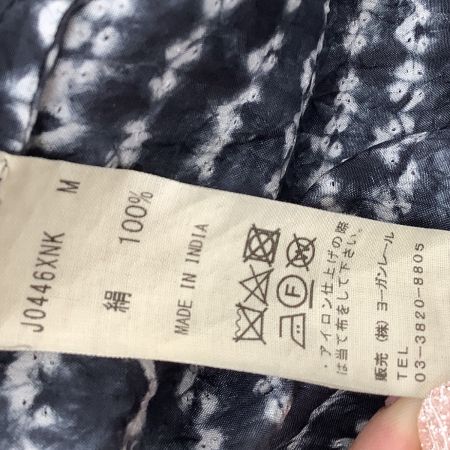 J0446XNK M
絹 100%
MADE IN INDIA
F
・アイロン仕上げの際
は当て布をして下さい。
販売 (株) ヨーガンレール
TEL
03-3820-8805